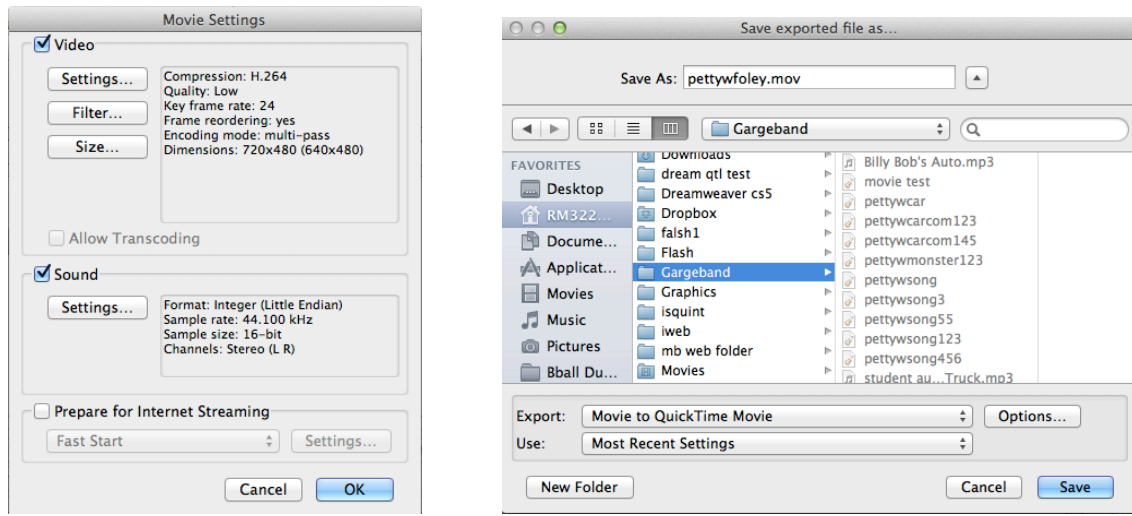 Movie Settings
Video
Settings...
Filter...
Size...
Compression: H.264
Quality: Low
Key frame rate: 24
Frame reordering: yes
Encoding mode: multi-pass
Dimensions: 720x480 (640x480)
Allow Transcoding
Sound
Settings...
Format: Integer (Little Endian)
Sample rate: 44.100 kHz
Sample size: 16-bit
Channels: Stereo (L R)
Prepare for Internet Streaming
Fast Start
Settings...
Cancel
OK
Save exported file as...
Save As: pettywfoley.mov
Gargeband
FAVORITES
Desktop
RM322...
Docume...
Applicat...
Movies
Music
Pictures
Bball Du...
Downloads
dream qtl test
Dreamweaver cs5
Dropbox
falsh1
Flash
Gargeband
Graphics
isquint
iweb
mb web folder
Movies
Billy Bob's Auto.mp3
movie test
pettywcar
pettywcarcom123
pettywcarcom145
pettywmonster123
pettywsong
pettywsong3
pettywsong55
pettywsong123
pettywsong456
student au...Truck.mp3
Export: Movie to QuickTime Movie
Options...
Use: Most Recent Settings
New Folder
Cancel
Save